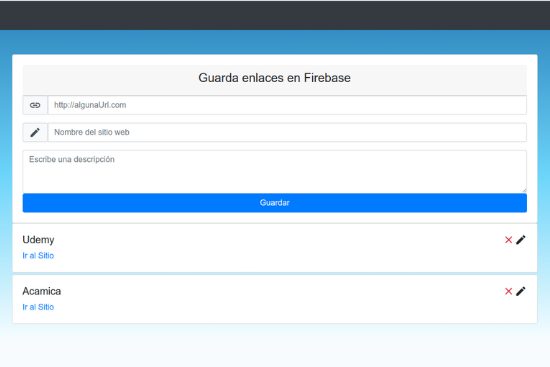 Guarda enlaces en Firebase
http://algunaUrl.com
Nombre del sitio web
Escribe una descripción
Guardar
Udemy
Ir al Sitio
Acamica
Ir al Sitio